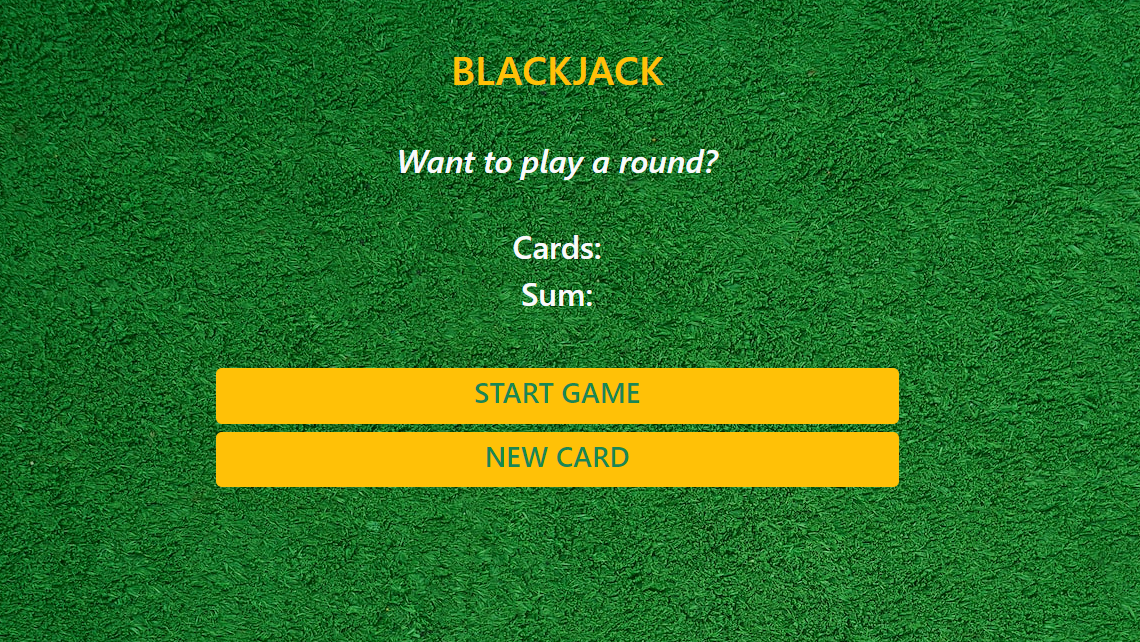 BLACKJACK
Want to play a round?
Cards:
Sum:
START GAME
NEW CARD